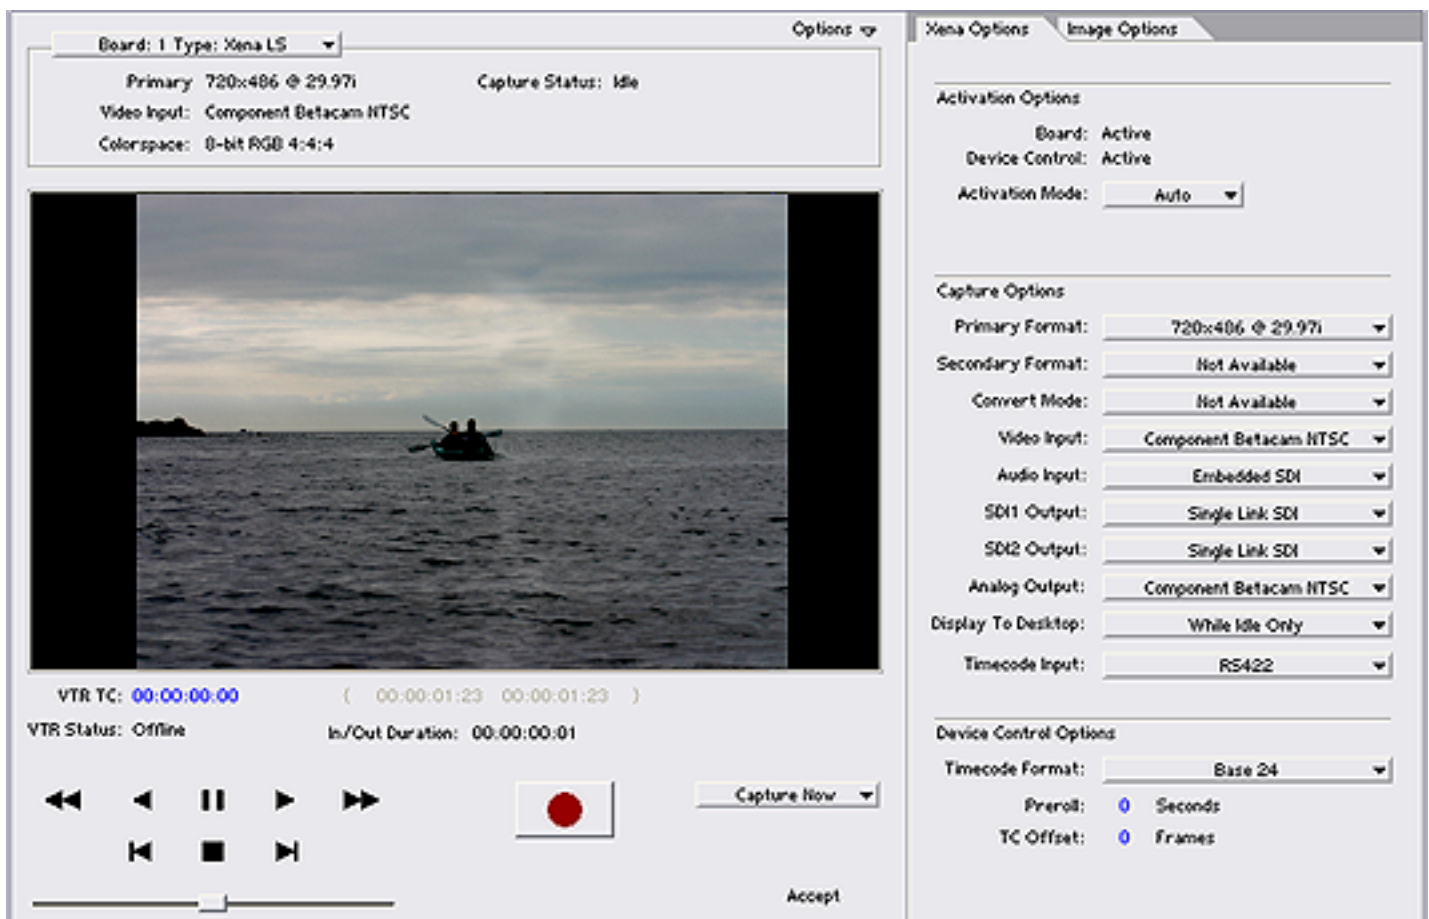 Options
Board: 1 Type: Xena LS
Primary 720x486 @ 29.97i
Capture Status: Idle
Video Input: Component Betacam NTSC
Colorspace: 8-bit RGB 4:4:4
VTR TC: 00:00:00:00
( 00:00:01:23 00:00:01:23 )
VTR Status: Offline
In/Out Duration: 00:00:00:01
Capture Now
Accept
Xena Options
Image Options
Activation Options
Board: Active
Device Control: Active
Activation Mode: Auto
Capture Options
Primary Format: 720x486 @ 29.97i
Secondary Format: Not Available
Convert Mode: Not Available
Video Input: Component Betacam NTSC
Audio Input: Embedded SDI
SDI1 Output: Single Link SDI
SDI2 Output: Single Link SDI
Analog Output: Component Betacam NTSC
Display To Desktop: While Idle Only
Timecode Input: RS422
Device Control Options
Timecode Format: Base 24
Preroll: 0 Seconds
TC Offset: 0 Frames